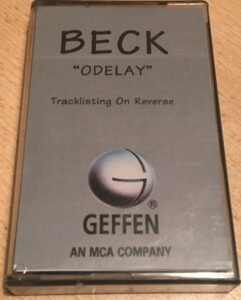 BECK
"ODELAY"
Tracklisting On Reverse
G
®
GEFFEN
AN MCA COMPANY